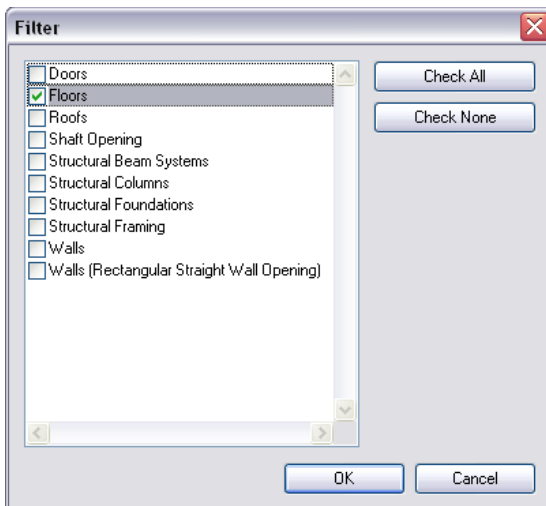 Filter
Doors
Check All
Floors
Roofs
Check None
Shaft Opening
Structural Beam Systems
Structural Columns
Structural Foundations
Structural Framing
Walls
Walls (Rectangular Straight Wall Opening)
OK
Cancel